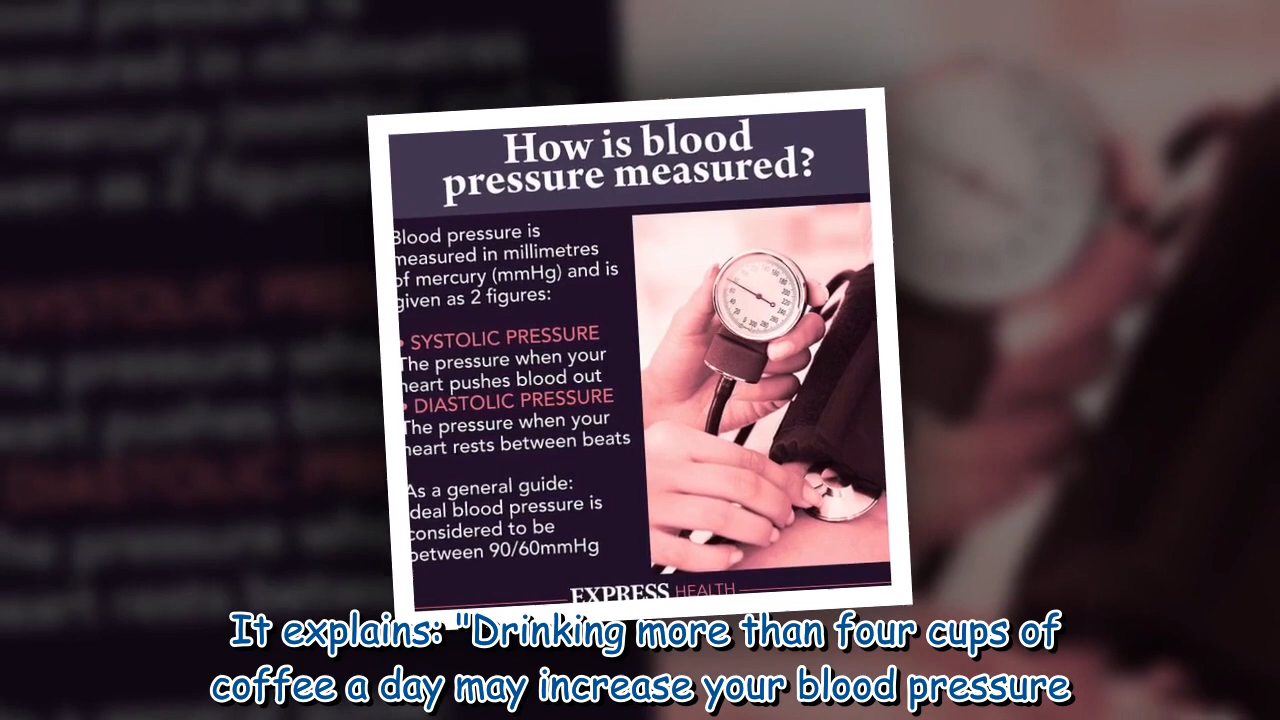 How is blood
pressure measured?
Blood pressure is
measured in millimetres
of mercury (mmHg) and is
given as 2 figures:
• SYSTOLIC PRESSURE
The pressure when your
heart pushes blood out
• DIASTOLIC PRESSURE
The pressure when your
heart rests between beats
As a general guide:
ideal blood pressure is
considered to be
between 90/60mmHg
EXPRESS HEALTH
It explains: "Drinking more than four cups of
coffee a day may increase your blood pressure